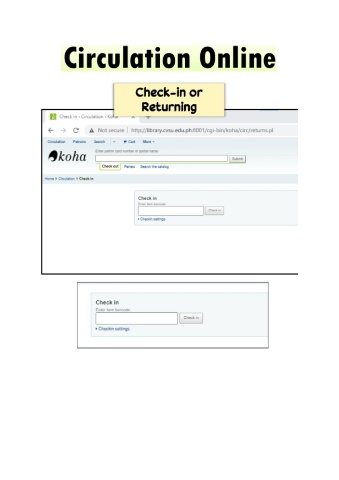 Circulation Online
Check-in or
Returning
Check in › Circulation › Koha
Not secure | http://library.cvsu.edu.ph:8001/cgi-bin/koha/circ/returns.pl
Circulation Patrons Search Cart More
koha
Enter patron card number or partial name:
Submit
Check out Renew Search the catalog
Home > Circulation > Check in
Check in
Enter item barcode:
Check in
Checkin settings
Check in
Enter item barcode:
Check in
Checkin settings